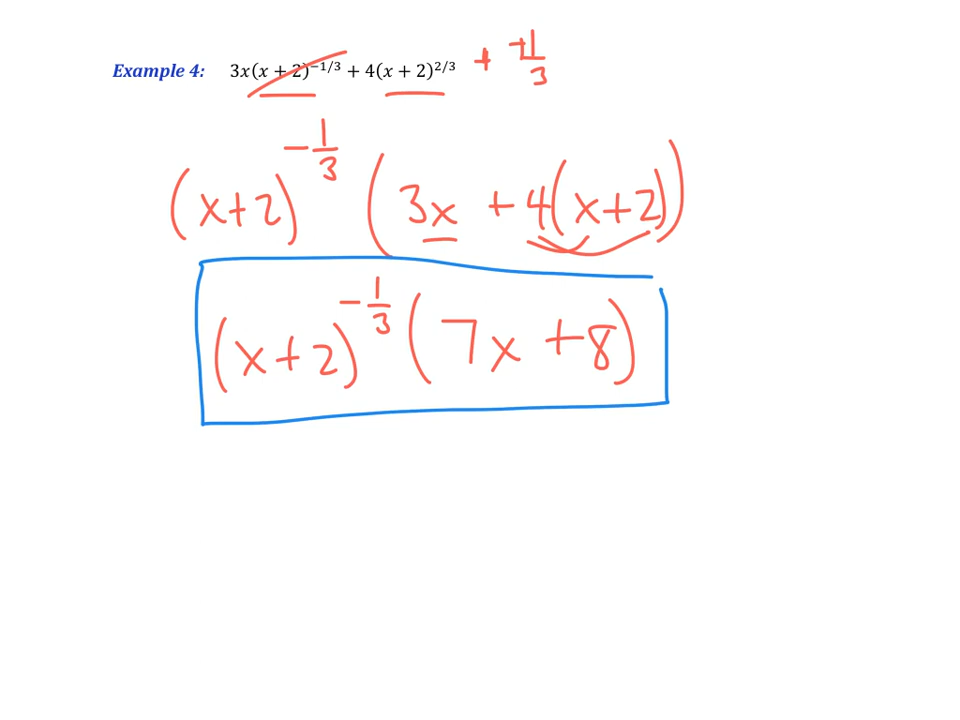 Example 4: 3x(x + 2)^{-1/3} + 4(x + 2)^{2/3} + +1/3
(x+2)^{-1/3} (3x + 4(x+2))
(x+2)^{-1/3} (7x + 8)